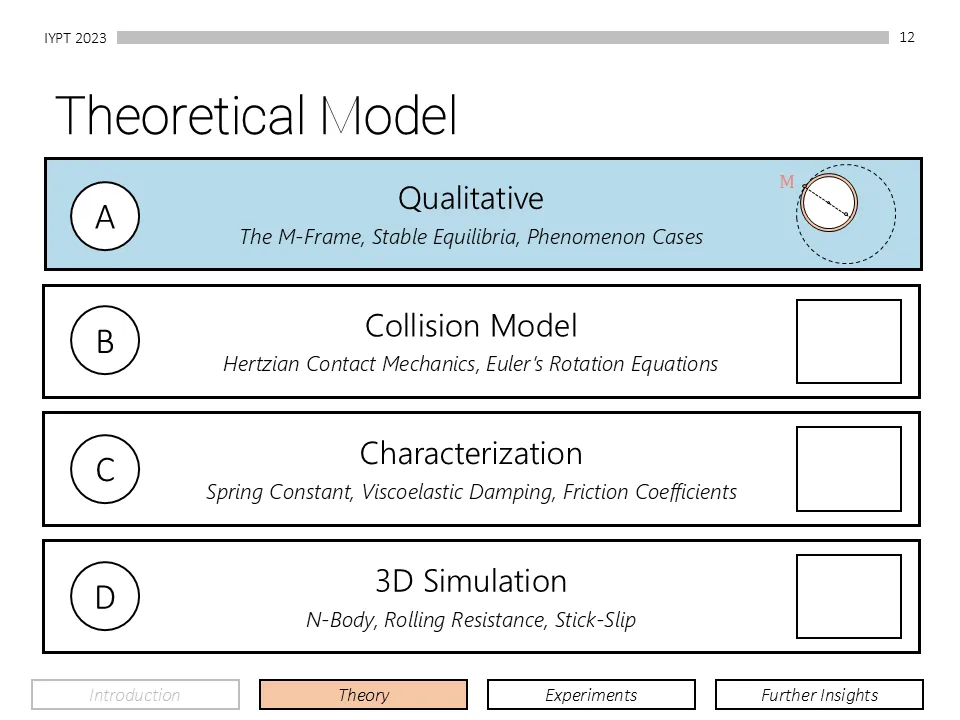 IYPT 2023
12
Theoretical Model
A
Qualitative
The M-Frame, Stable Equilibria, Phenomenon Cases
M
B
Collision Model
Hertzian Contact Mechanics, Euler's Rotation Equations
C
Characterization
Spring Constant, Viscoelastic Damping, Friction Coefficients
D
3D Simulation
N-Body, Rolling Resistance, Stick-Slip
Introduction
Theory
Experiments
Further Insights